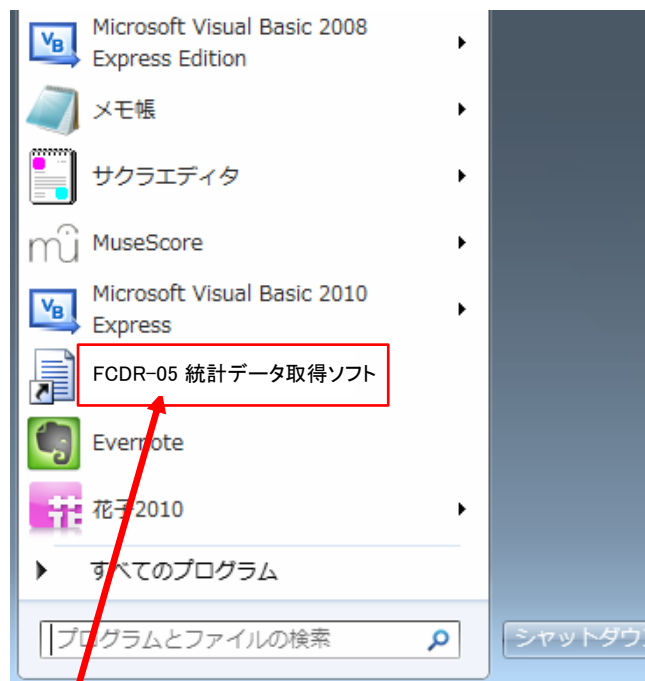 Microsoft Visual Basic 2008
Express Edition
メモ帳
サクラエディタ
MuseScore
Microsoft Visual Basic 2010
Express
FCDR-05 統計データ取得ソフト
Evernote
花子2010
すべてのプログラム
プログラムとファイルの検索
シャットダウ